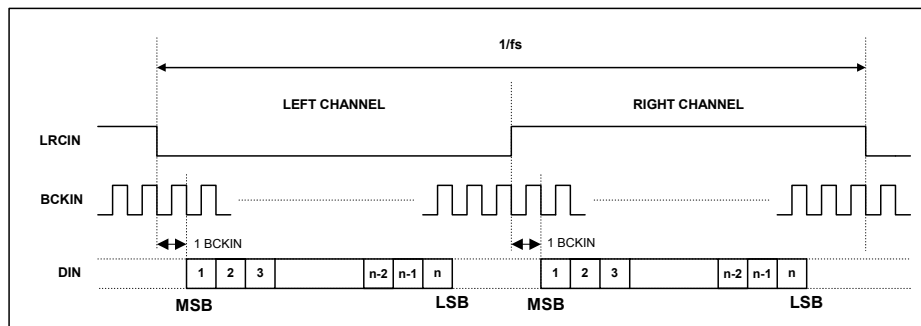 1/fs
LEFT CHANNEL RIGHT CHANNEL
LRCIN
BCKIN
1 BCKIN 1 BCKIN
DIN 1 2 3 n-2 n-1 n 1 2 3 n-2 n-1 n
MSB LSB MSB LSB